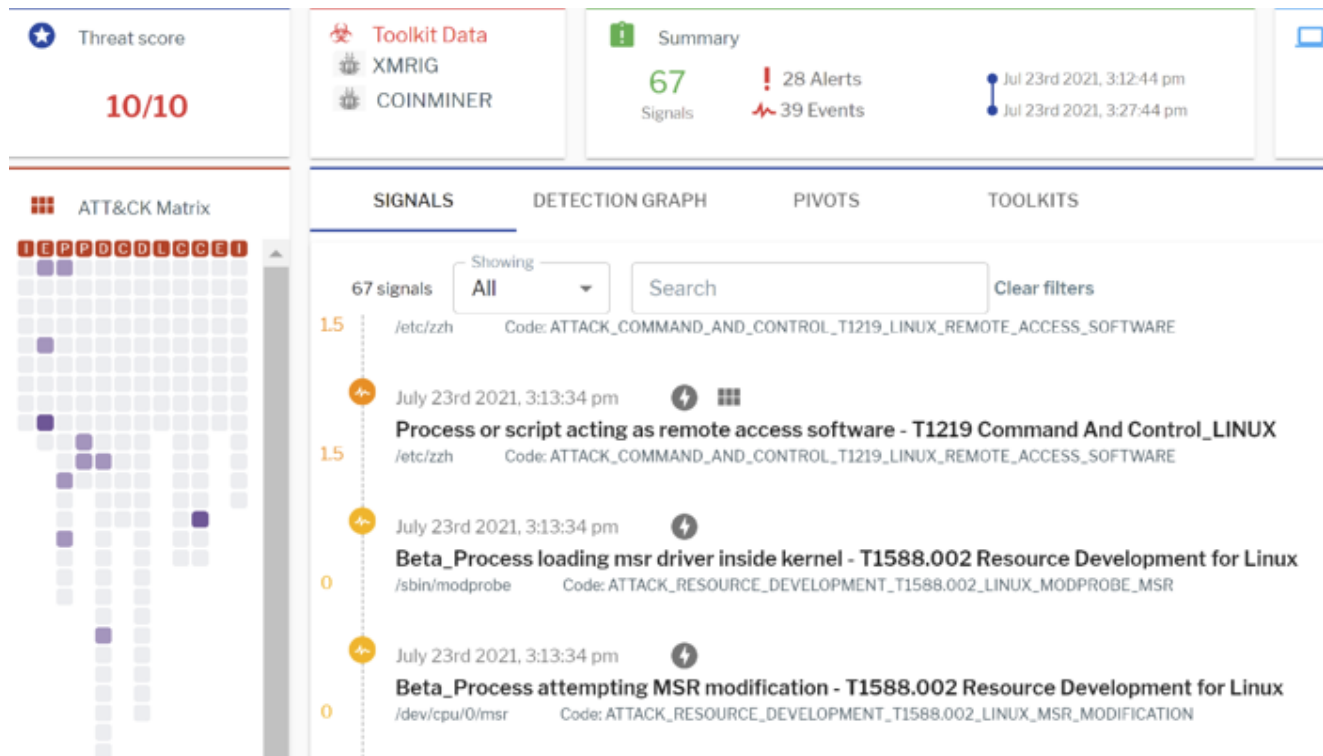 Threat score
10/10
Toolkit Data
XMRIG
COINMINER
Summary
67
Signals
28 Alerts
39 Events
Jul 23rd 2021, 3:12:44 pm
Jul 23rd 2021, 3:27:44 pm
ATT&CK Matrix
I E P P D C D L C C E I
SIGNALS DETECTION GRAPH PIVOTS TOOLKITS
67 signals
Showing
All
Search
Clear filters
1.5
/etc/zzh Code: ATTACK_COMMAND_AND_CONTROL_T1219_LINUX_REMOTE_ACCESS_SOFTWARE
July 23rd 2021, 3:13:34 pm
Process or script acting as remote access software - T1219 Command And Control_LINUX
1.5
/etc/zzh Code: ATTACK_COMMAND_AND_CONTROL_T1219_LINUX_REMOTE_ACCESS_SOFTWARE
July 23rd 2021, 3:13:34 pm
Beta_Process loading msr driver inside kernel - T1588.002 Resource Development for Linux
0
/sbin/modprobe Code: ATTACK_RESOURCE_DEVELOPMENT_T1588.002_LINUX_MODPROBE_MSR
July 23rd 2021, 3:13:34 pm
Beta_Process attempting MSR modification - T1588.002 Resource Development for Linux
0
/dev/cpu/0/msr Code: ATTACK_RESOURCE_DEVELOPMENT_T1588.002_LINUX_MSR_MODIFICATION